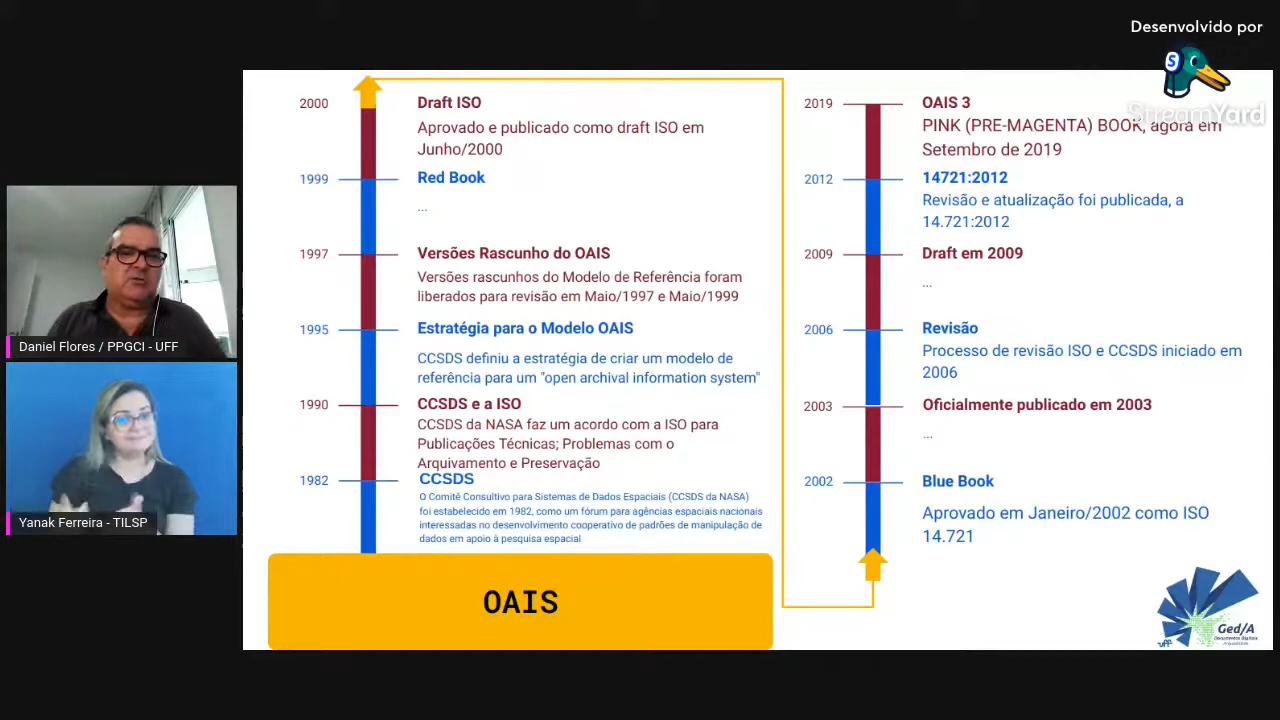 Desenvolvido por
S
StreamYard
2000
Draft ISO
Aprovado e publicado como draft ISO em
Junho/2000
1999
Red Book
...
1997
Versões Rascunho do OAIS
Versões rascunhos do Modelo de Referência foram
liberados para revisão em Maio/1997 e Maio/1999
1995
Estratégia para o Modelo OAIS
CCSDS definiu a estratégia de criar um modelo de
referência para um "open archival information system"
1990
CCSDS e a ISO
CCSDS da NASA faz um acordo com a ISO para
Publicações Técnicas; Problemas com o
Arquivamento e Preservação
1982
CCSDS
O Comitê Consultivo para Sistemas de Dados Espaciais (CCSDS da NASA)
foi estabelecido em 1982, como um fórum para agências espaciais nacionais
interessadas no desenvolvimento cooperativo de padrões de manipulação de
dados em apoio à pesquisa espacial
OAIS
2019
OAIS 3
PINK (PRE-MAGENTA) BOOK, agora em
Setembro de 2019
2012
14721:2012
Revisão e atualização foi publicada, a
14.721:2012
2009
Draft em 2009
...
2006
Revisão
Processo de revisão ISO e CCSDS iniciado em
2006
2003
Oficialmente publicado em 2003
...
2002
Blue Book
Aprovado em Janeiro/2002 como ISO
14.721
Ged/A
Documentos Digitais
uff
Daniel Flores / PPGCI - UFF
Yanak Ferreira - TILSP